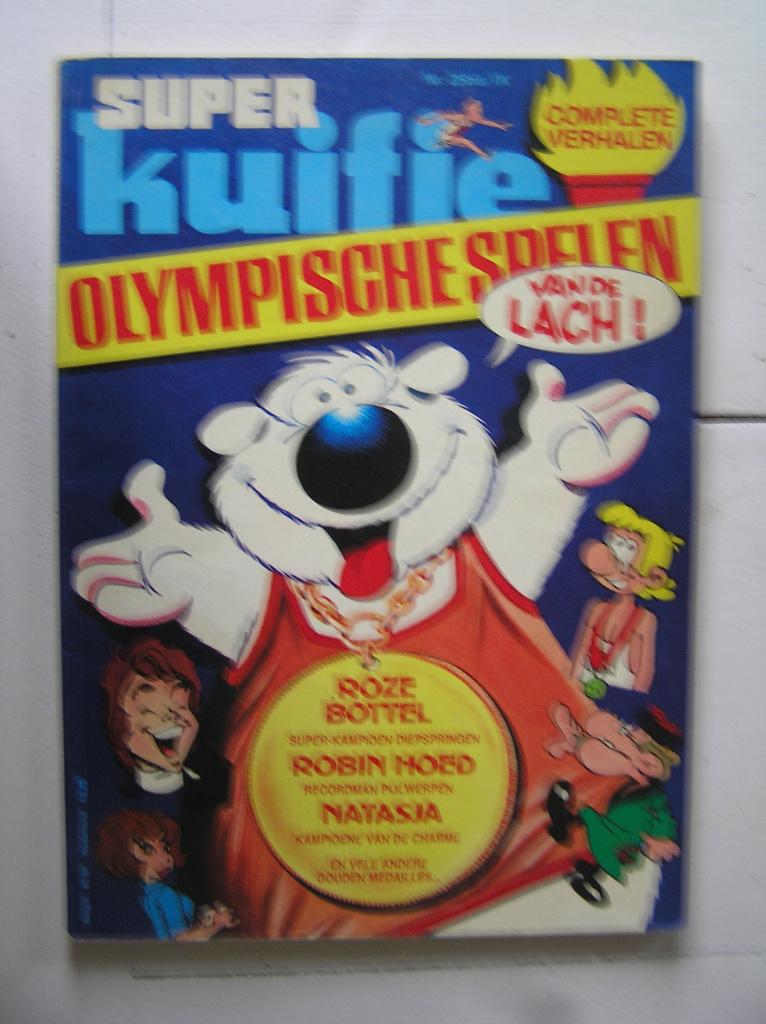 SUPER
kuifje
COMPLETE
VERHALEN
OLYMPISCHE SPELEN
VAN DE
LACH!
ROZE
BOTTEL
SUPER-KAMPIOEN DIEPSPRINGEN
ROBIN HOED
RECORDMAN PIJLWERPEN
NATASJA
KAMPIOENE VAN DE CHARME
EN VELE ANDERE
GOUDEN MEDAILLES...